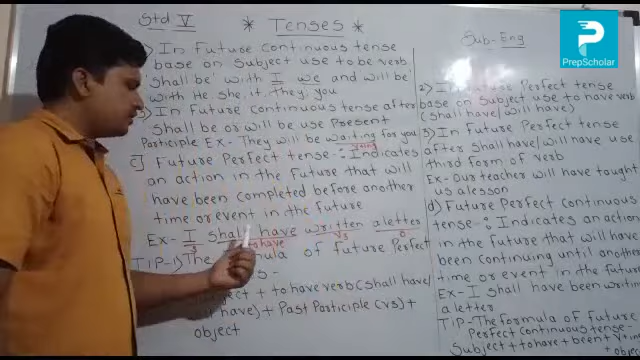 Std V
* Tenses *
Sub-Eng
PrepScholar
) In Future Continuous tense
base on Subject use to be verb
shall be' with I we and will be'
with He she, it, They, you
3) In Future Continuous tense after
shall be or will be use Present
Participle Ex- They will be waiting for you
c) Future Perfect tense -: Indicates
an action in the Future that will
have been completed before another
time or event in the future
Ex- I shall have written a letter
S have V3 O
TIP-1) The formula of future Perfect
is -
+ to have verb (shall have/
have) + Past Participle (V3) +
object
2) In Future Perfect tense
base on Subject use to have verb
(shall have/will have)
3) In Future Perfect tense
after shall have/will have use
third form of verb
Ex- Our teacher will have taught
us a lesson
d) Future Perfect Continuous
tense -: Indicates an action
in the future that will have
been continuing until another
time or event in the future
Ex- I shall have been writing
a letter
TIP- The formula of future
Perfect Continuous tense-
Subject + to have + been +
+ object